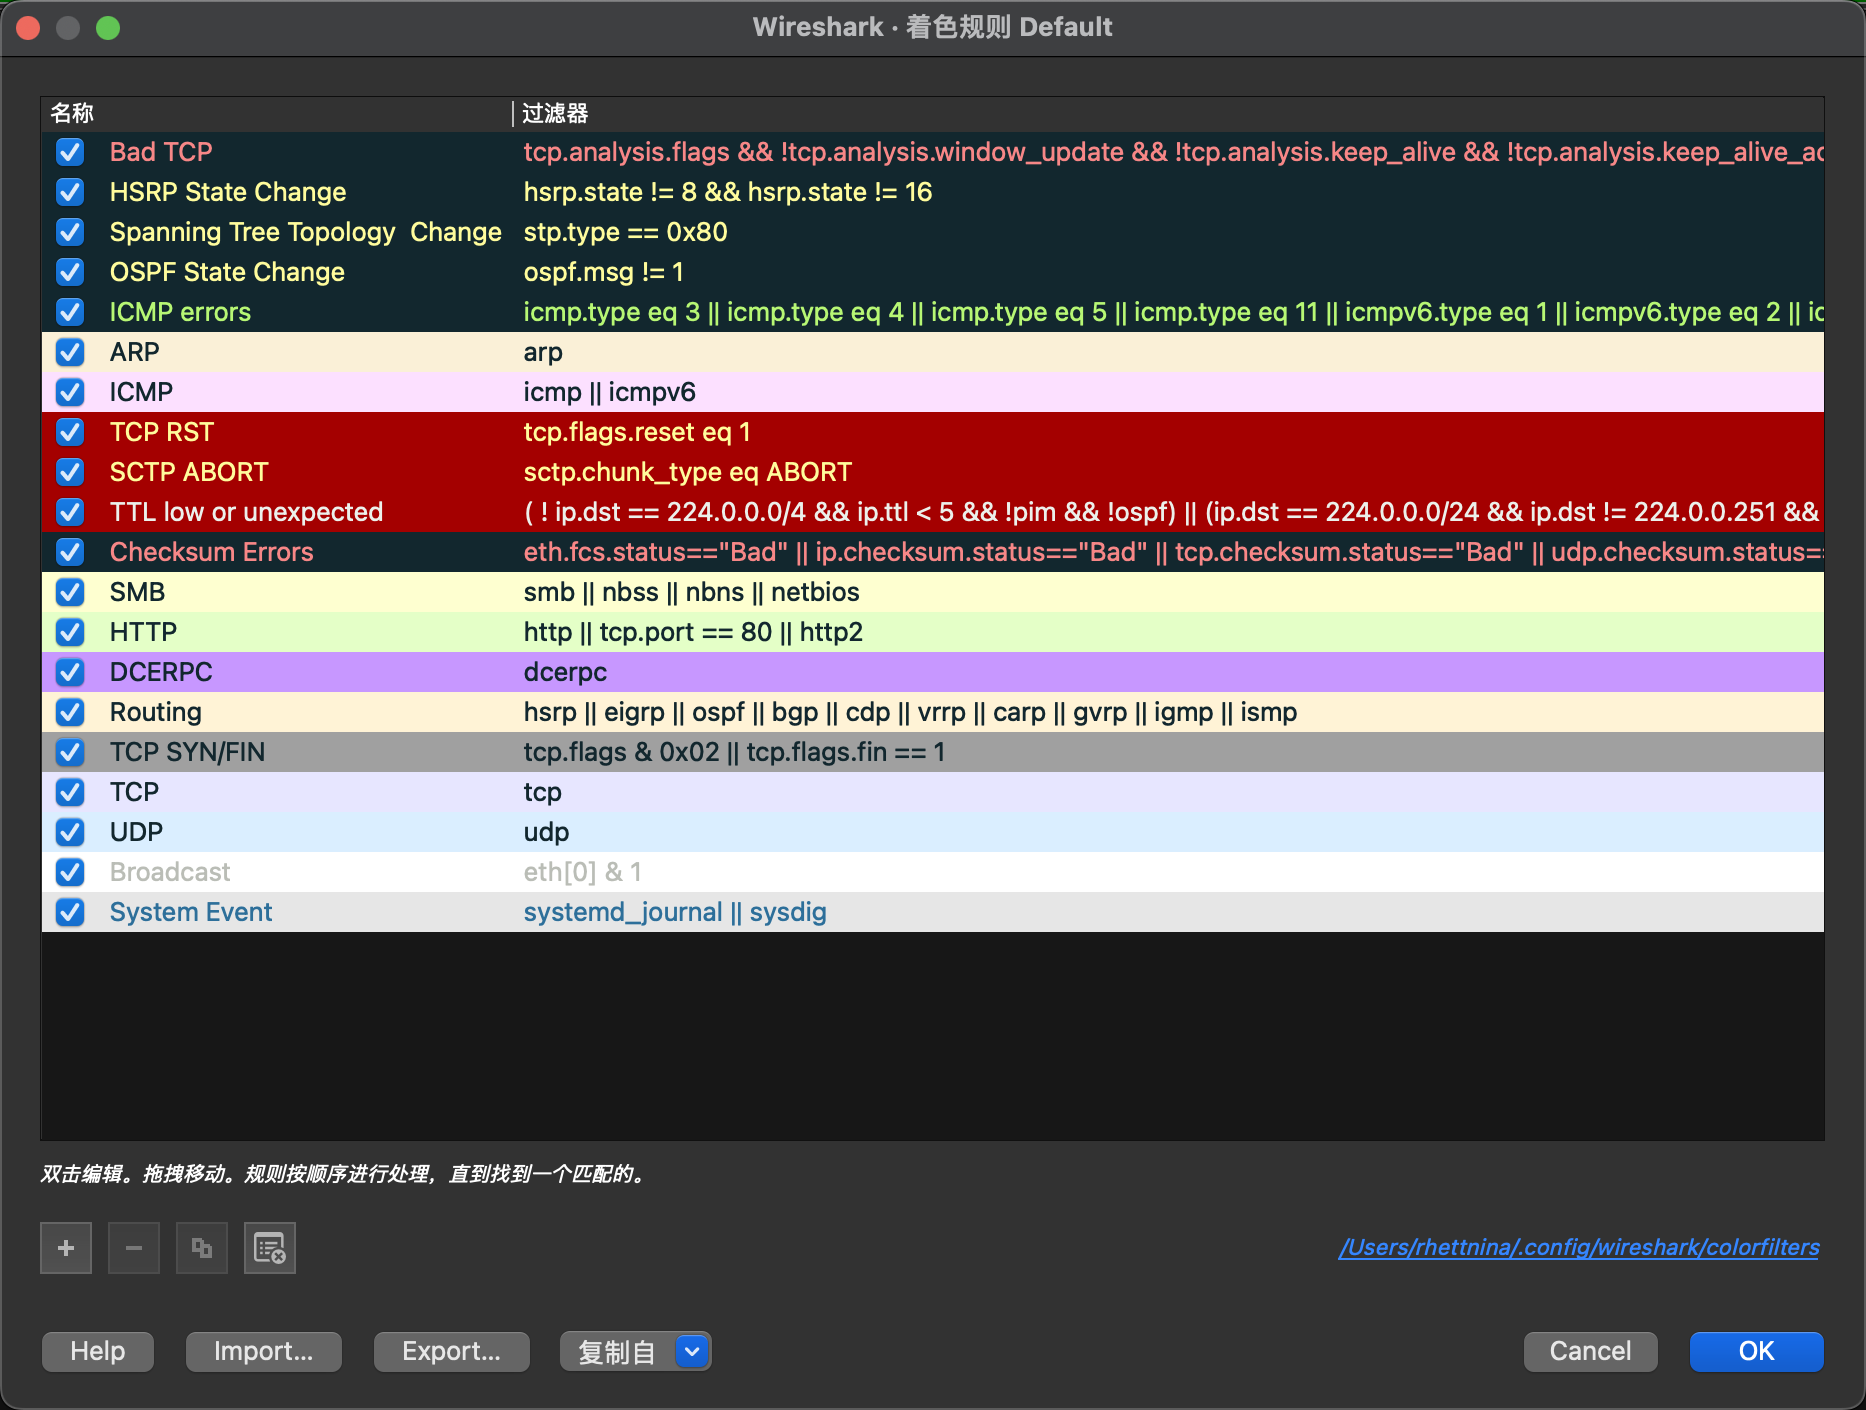 Wireshark · 着色规则 Default
名称 过滤器
Bad TCP tcp.analysis.flags && !tcp.analysis.window_update && !tcp.analysis.keep_alive && !tcp.analysis.keep_alive_ac
HSRP State Change hsrp.state != 8 && hsrp.state != 16
Spanning Tree Topology  Change stp.type == 0x80
OSPF State Change ospf.msg != 1
ICMP errors icmp.type eq 3 || icmp.type eq 4 || icmp.type eq 5 || icmp.type eq 11 || icmpv6.type eq 1 || icmpv6.type eq 2 || ic
ARP arp
ICMP icmp || icmpv6
TCP RST tcp.flags.reset eq 1
SCTP ABORT sctp.chunk_type eq ABORT
TTL low or unexpected ( ! ip.dst == 224.0.0.0/4 && ip.ttl < 5 && !pim && !ospf) || (ip.dst == 224.0.0.0/24 && ip.dst != 224.0.0.251 &&
Checksum Errors eth.fcs.status=="Bad" || ip.checksum.status=="Bad" || tcp.checksum.status=="Bad" || udp.checksum.status==
SMB smb || nbss || nbns || netbios
HTTP http || tcp.port == 80 || http2
DCERPC dcerpc
Routing hsrp || eigrp || ospf || bgp || cdp || vrrp || carp || gvrp || igmp || ismp
TCP SYN/FIN tcp.flags & 0x02 || tcp.flags.fin == 1
TCP tcp
UDP udp
Broadcast eth[0] & 1
System Event systemd_journal || sysdig
双击编辑。拖拽移动。规则按顺序进行处理，直到找到一个匹配的。
/Users/rhettnina/.config/wireshark/colorfilters
Help Import... Export... 复制自 Cancel OK